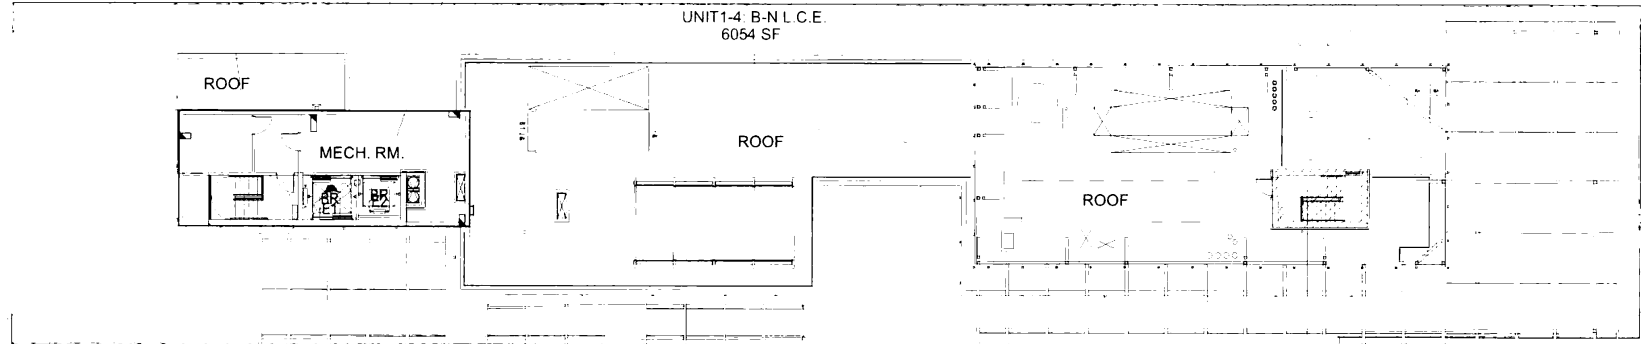 UNIT1-4: B-N L.C.E.
6054 SF
ROOF
ROOF
MECH. RM.
BR
E1
BR
E2
ROOF